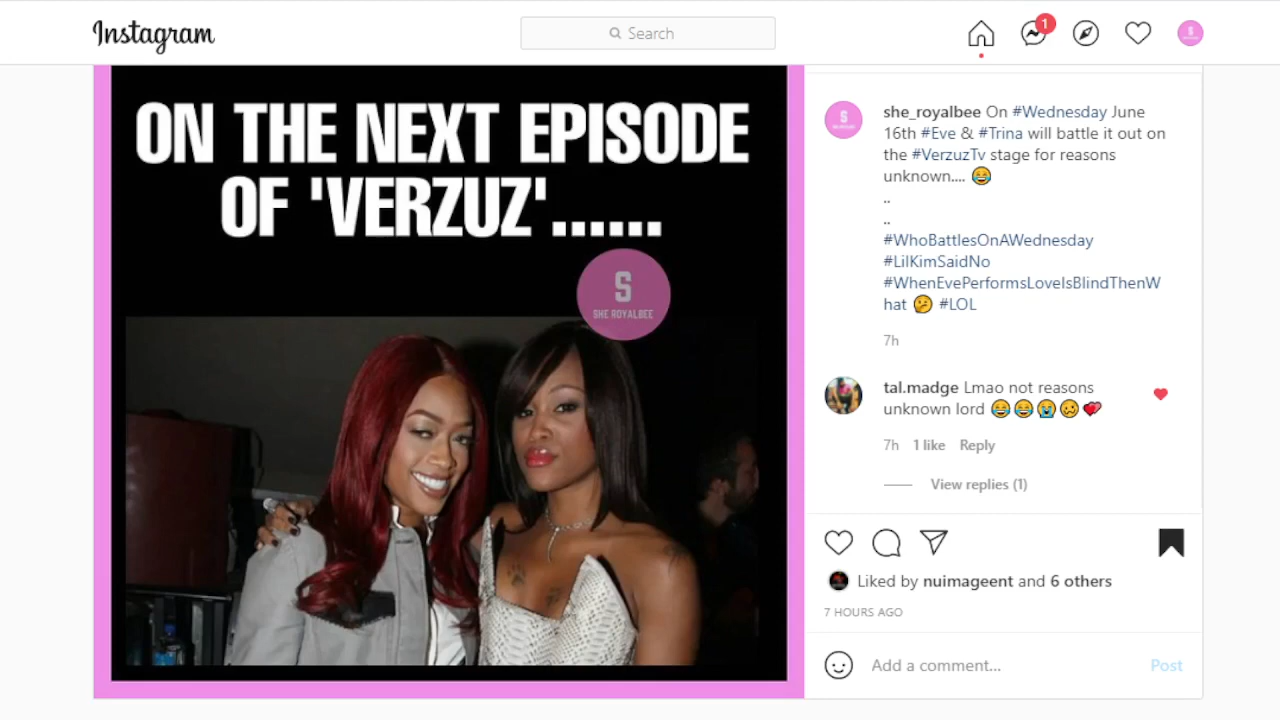 Instagram
Search
1
ON THE NEXT EPISODE
OF 'VERZUZ'......
S
SHE ROYALBEE
S
she_royalbee On #Wednesday June
16th #Eve & #Trina will battle it out on
the #VerzuzTv stage for reasons
unknown.... 😂
..
..
#WhoBattlesOnAWednesday
#LilKimSaidNo
#WhenEvePerformsLoveIsBlindThenW
hat 🤔 #LOL
7h
tal.madge Lmao not reasons
unknown lord 😂😂😭😢💕
7h 1 like Reply
View replies (1)
Liked by nuimageent and 6 others
7 HOURS AGO
Add a comment... Post